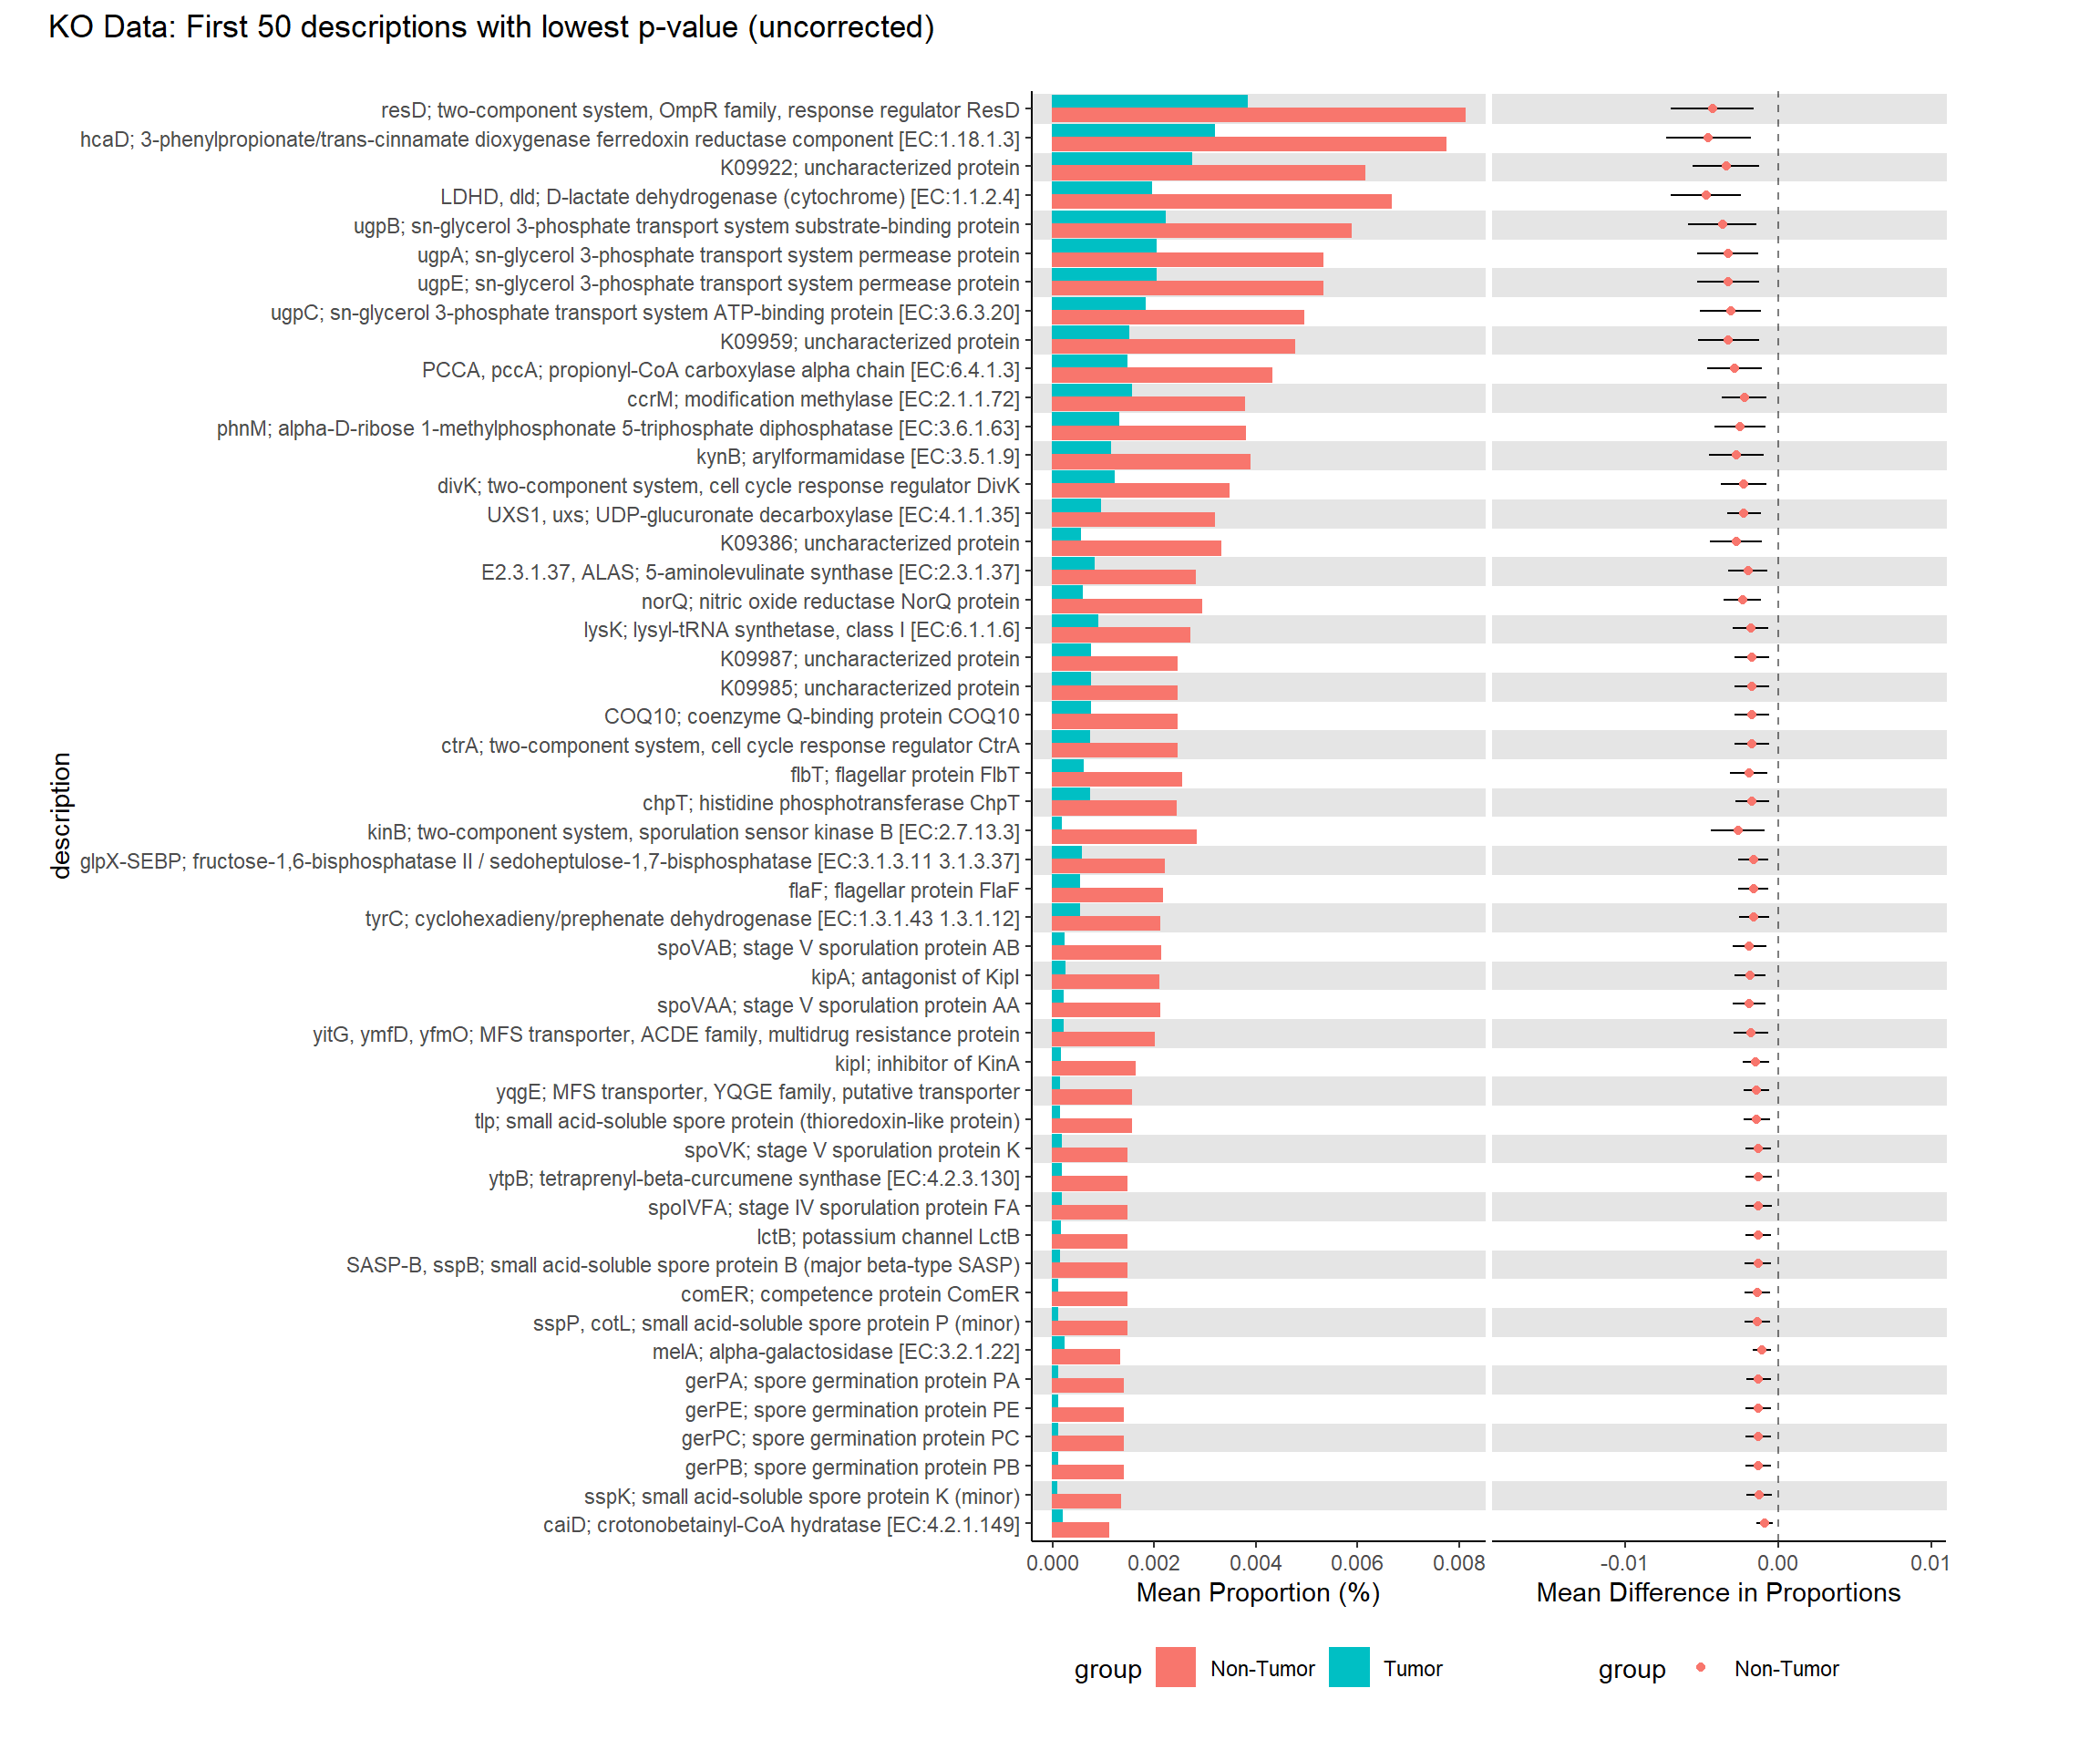 KO Data: First 50 descriptions with lowest p-value (uncorrected)
resD; two-component system, OmpR family, response regulator ResD
hcaD; 3-phenylpropionate/trans-cinnamate dioxygenase ferredoxin reductase component [EC:1.18.1.3]
K09922; uncharacterized protein
LDHD, dld; D-lactate dehydrogenase (cytochrome) [EC:1.1.2.4]
ugpB; sn-glycerol 3-phosphate transport system substrate-binding protein
ugpA; sn-glycerol 3-phosphate transport system permease protein
ugpE; sn-glycerol 3-phosphate transport system permease protein
ugpC; sn-glycerol 3-phosphate transport system ATP-binding protein [EC:3.6.3.20]
K09959; uncharacterized protein
PCCA, pccA; propionyl-CoA carboxylase alpha chain [EC:6.4.1.3]
ccrM; modification methylase [EC:2.1.1.72]
phnM; alpha-D-ribose 1-methylphosphonate 5-triphosphate diphosphatase [EC:3.6.1.63]
kynB; arylformamidase [EC:3.5.1.9]
divK; two-component system, cell cycle response regulator DivK
UXS1, uxs; UDP-glucuronate decarboxylase [EC:4.1.1.35]
K09386; uncharacterized protein
E2.3.1.37, ALAS; 5-aminolevulinate synthase [EC:2.3.1.37]
norQ; nitric oxide reductase NorQ protein
lysK; lysyl-tRNA synthetase, class I [EC:6.1.1.6]
K09987; uncharacterized protein
K09985; uncharacterized protein
COQ10; coenzyme Q-binding protein COQ10
ctrA; two-component system, cell cycle response regulator CtrA
flbT; flagellar protein FlbT
chpT; histidine phosphotransferase ChpT
kinB; two-component system, sporulation sensor kinase B [EC:2.7.13.3]
glpX-SEBP; fructose-1,6-bisphosphatase II / sedoheptulose-1,7-bisphosphatase [EC:3.1.3.11 3.1.3.37]
flaF; flagellar protein FlaF
tyrC; cyclohexadieny/prephenate dehydrogenase [EC:1.3.1.43 1.3.1.12]
spoVAB; stage V sporulation protein AB
kipA; antagonist of KipI
spoVAA; stage V sporulation protein AA
yitG, ymfD, yfmO; MFS transporter, ACDE family, multidrug resistance protein
kipI; inhibitor of KinA
yqgE; MFS transporter, YQGE family, putative transporter
tlp; small acid-soluble spore protein (thioredoxin-like protein)
spoVK; stage V sporulation protein K
ytpB; tetraprenyl-beta-curcumene synthase [EC:4.2.3.130]
spoIVFA; stage IV sporulation protein FA
lctB; potassium channel LctB
SASP-B, sspB; small acid-soluble spore protein B (major beta-type SASP)
comER; competence protein ComER
sspP, cotL; small acid-soluble spore protein P (minor)
melA; alpha-galactosidase [EC:3.2.1.22]
gerPA; spore germination protein PA
gerPE; spore germination protein PE
gerPC; spore germination protein PC
gerPB; spore germination protein PB
sspK; small acid-soluble spore protein K (minor)
caiD; crotonobetainyl-CoA hydratase [EC:4.2.1.149]
description
0.000 0.002 0.004 0.006 0.008
Mean Proportion (%)
-0.01 0.00 0.01
Mean Difference in Proportions
group Non-Tumor Tumor
group Non-Tumor